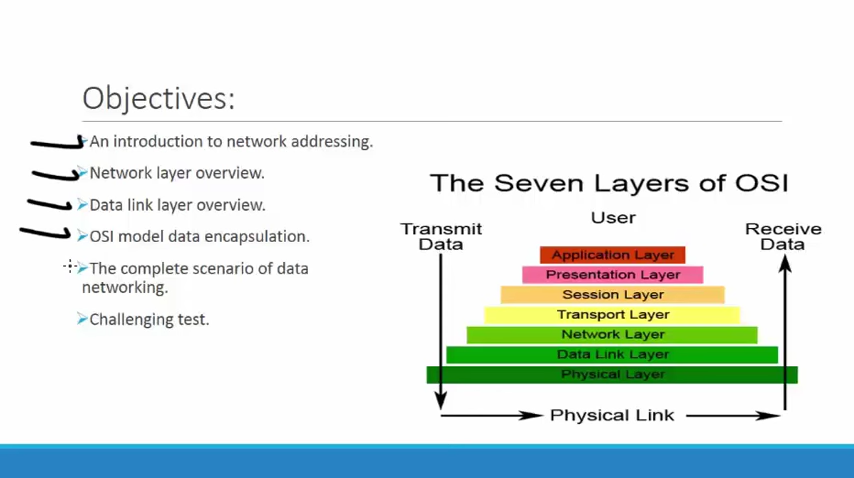 Objectives:
An introduction to network addressing.
Network layer overview.
Data link layer overview.
OSI model data encapsulation.
The complete scenario of data
networking.
Challenging test.
The Seven Layers of OSI
User
Transmit
Data
Receive
Data
Application Layer
Presentation Layer
Session Layer
Transport Layer
Network Layer
Data Link Layer
Physical Layer
Physical Link